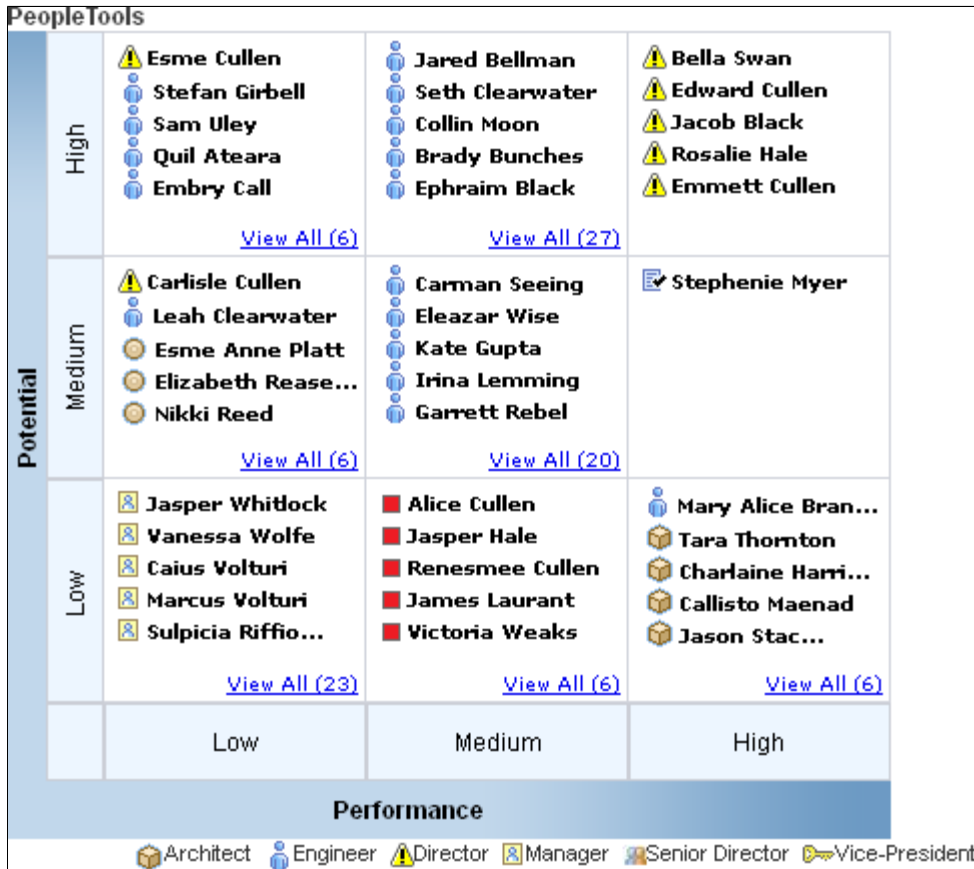 PeopleTools
Potential
High
Esme Cullen
Stefan Girbell
Sam Uley
Quil Ateara
Embry Call
View All (6)
Jared Bellman
Seth Clearwater
Collin Moon
Brady Bunches
Ephraim Black
View All (27)
Bella Swan
Edward Cullen
Jacob Black
Rosalie Hale
Emmett Cullen
Medium
Carlisle Cullen
Leah Clearwater
Esme Anne Platt
Elizabeth Rease...
Nikki Reed
View All (6)
Carman Seeing
Eleazar Wise
Kate Gupta
Irina Lemming
Garrett Rebel
View All (20)
Stephenie Myer
Low
Jasper Whitlock
Vanessa Wolfe
Caius Volturi
Marcus Volturi
Sulpicia Riffio...
View All (23)
Alice Cullen
Jasper Hale
Renesmee Cullen
James Laurant
Victoria Weaks
View All (6)
Mary Alice Bran...
Tara Thornton
Charlaine Harri...
Callisto Maenad
Jason Stac...
View All (6)
Low
Medium
High
Performance
Architect Engineer Director Manager Senior Director Vice-President